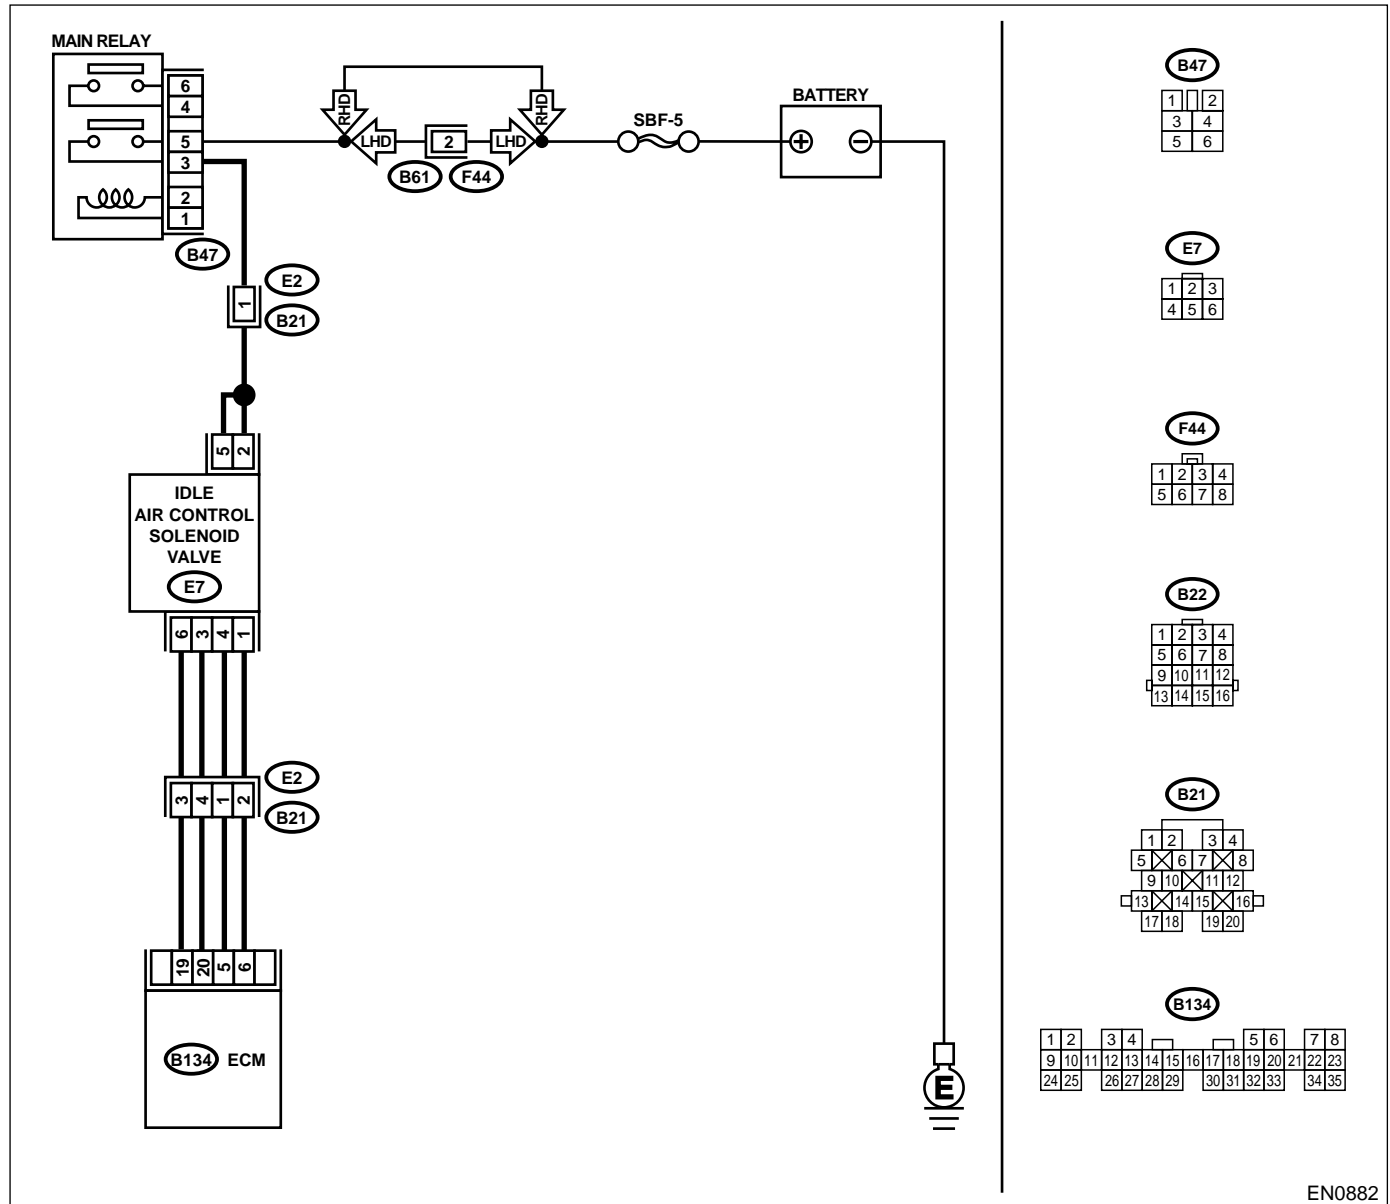 MAIN RELAY
6
4
5
3
2
1
B47
RHD
LHD
2
LHD
RHD
B61
F44
SBF-5
BATTERY
+
−
E2
1
B21
5 2
IDLE
AIR CONTROL
SOLENOID
VALVE
E7
6 3 4 1
E2
3 4 1 2
B21
19 20 5 6
B134 ECM
E
B47
1 2
3 4
5 6
E7
1 2 3
4 5 6
F44
1 2 3 4
5 6 7 8
B22
1 2 3 4
5 6 7 8
9 10 11 12
13 14 15 16
B21
1 2 3 4
5 6 7 8
9 10 11 12
13 14 15 16
17 18 19 20
B134
1 2 3 4 5 6 7 8
9 10 11 12 13 14 15 16 17 18 19 20 21 22 23
24 25 26 27 28 29 30 31 32 33 34 35
EN0882